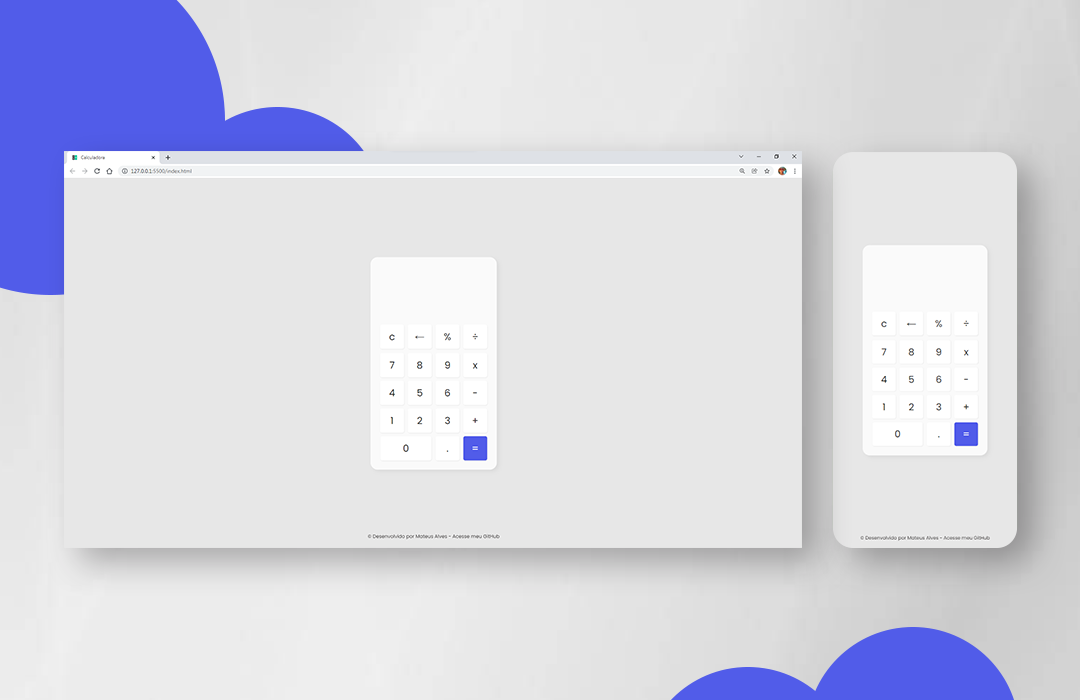 Calculadora
127.0.0.1:5500/index.html
c ← % ÷
7 8 9 x
4 5 6 -
1 2 3 +
0 . =
© Desenvolvido por Mateus Alves - Acesse meu GitHub
c ← % ÷
7 8 9 x
4 5 6 -
1 2 3 +
0 . =
© Desenvolvido por Mateus Alves - Acesse meu GitHub